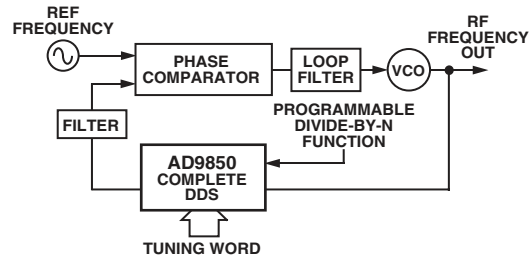 REF
FREQUENCY
PHASE
COMPARATOR
LOOP
FILTER
VCO
RF
FREQUENCY
OUT
FILTER
PROGRAMMABLE
DIVIDE-BY-N
FUNCTION
AD9850
COMPLETE
DDS
TUNING WORD